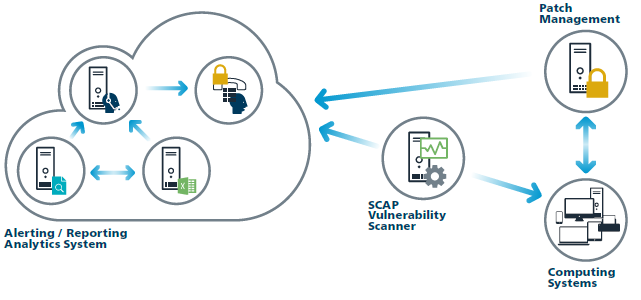 Patch
Management
SCAP
Vulnerability
Scanner
Alerting / Reporting
Analytics System
Computing
Systems